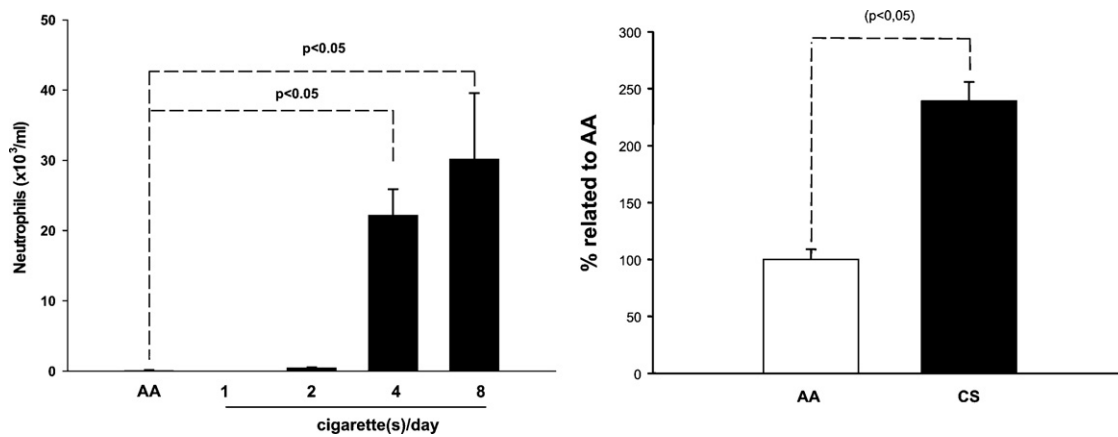 50
p<0.05
40
p<0.05
30
20
10
0
Neutrophils (x10³/ml)
AA 1 2 4 8
cigarette(s)/day
(p<0,05)
300
250
200
150
100
50
0
% related to AA
AA CS